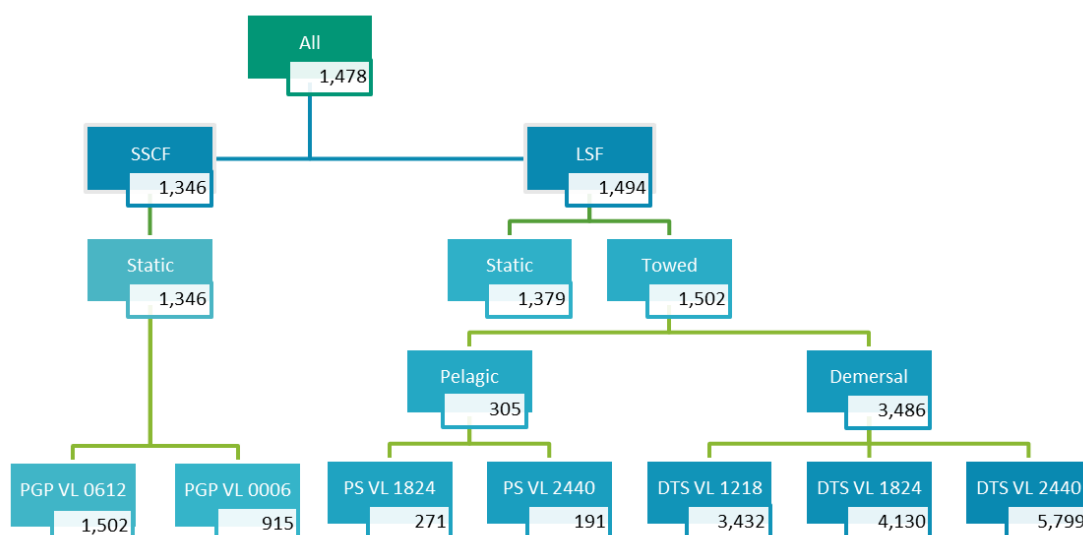 All
1,478
SSCF
1,346
LSF
1,494
Static
1,346
Static
1,379
Towed
1,502
Pelagic
305
Demersal
3,486
PGP VL 0612
1,502
PGP VL 0006
915
PS VL 1824
271
PS VL 2440
191
DTS VL 1218
3,432
DTS VL 1824
4,130
DTS VL 2440
5,799